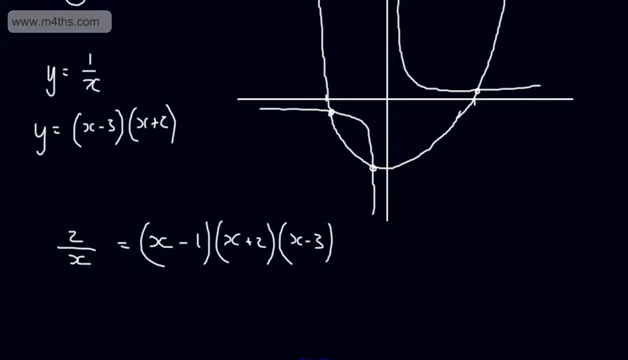 www.m4ths.com
y = 1/x
y = (x-3)(x+2)
2/x = (x-1)(x+2)(x-3)